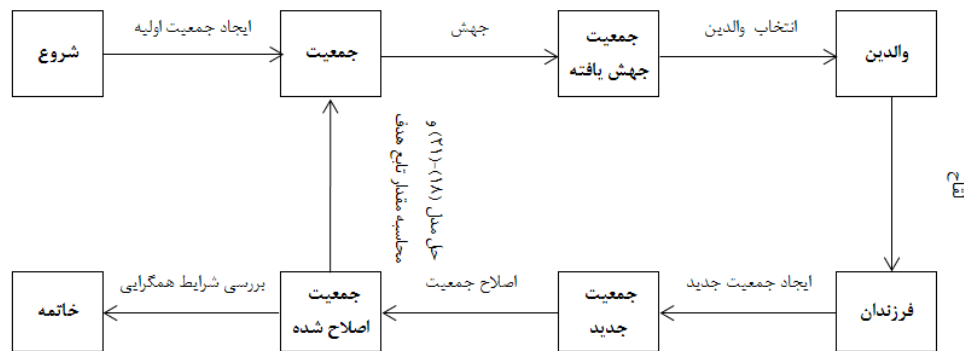 شروع
ایجاد جمعیت اولیه
جمعیت
جهش
جمعیت
جهش یافته
انتخاب والدین
والدین
لقاح
فرزندان
ایجاد جمعیت جدید
جمعیت
جدید
اصلاح جمعیت
جمعیت
اصلاح شده
حل مدل (۱۸)-(۲۱) و
محاسبه مقدار تابع هدف
بررسی شرایط همگرایی
خاتمه